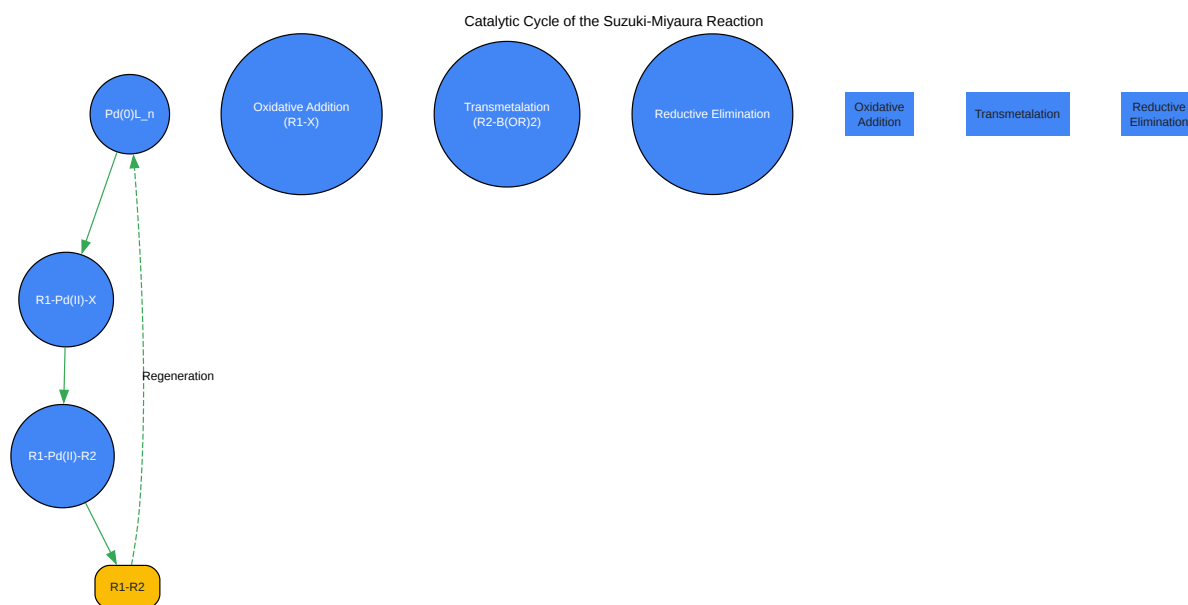 Catalytic Cycle of the Suzuki-Miyaura Reaction
Pd(0)L_n
Oxidative Addition
(R1-X)
Transmetalation
(R2-B(OR)2)
Reductive Elimination
Oxidative
Addition
Transmetalation
Reductive
Elimination
R1-Pd(II)-X
Regeneration
R1-Pd(II)-R2
R1-R2